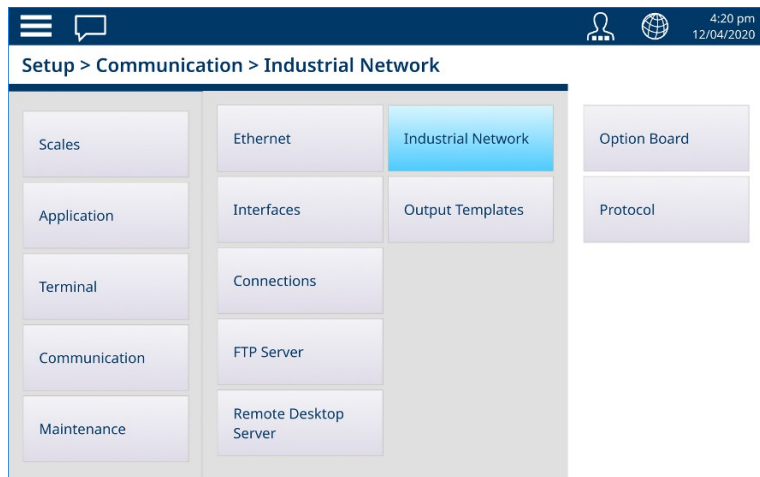 4:20 pm
12/04/2020
Setup > Communication > Industrial Network
Scales
Application
Terminal
Communication
Maintenance
Ethernet
Interfaces
Connections
FTP Server
Remote Desktop
Server
Industrial Network
Output Templates
Option Board
Protocol